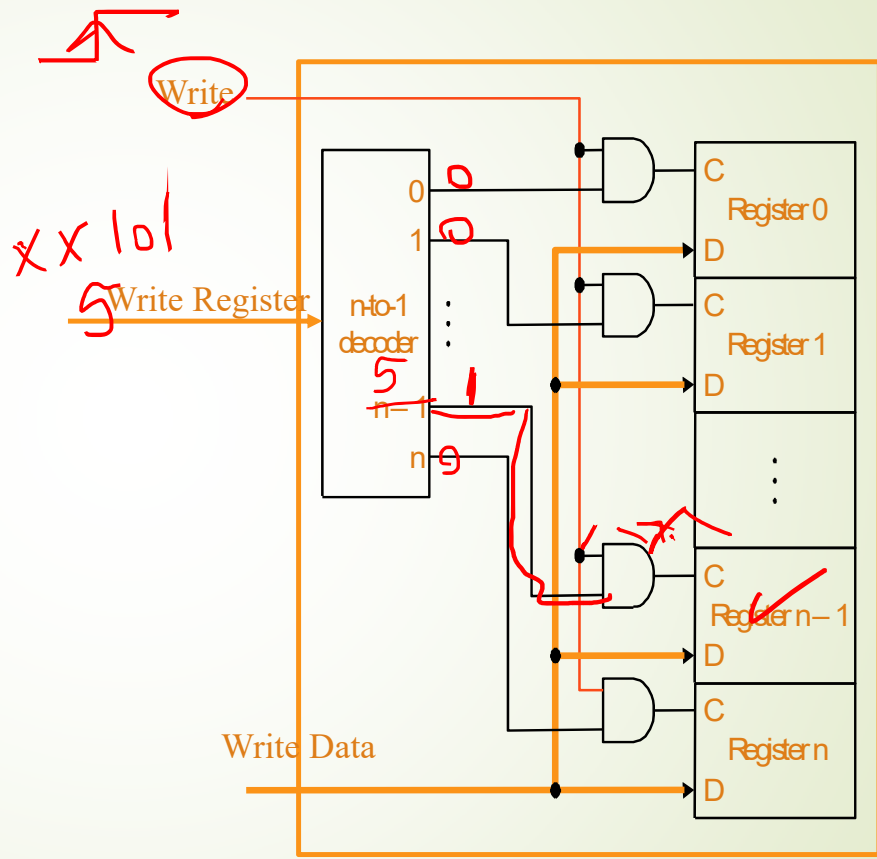 Write
0 0
C
Register 0
1 0
D
xx101
5 Write Register
n-to-1
decoder
C
Register 1
D
5
n – 1 1
n 0
C
Register n – 1
D
C
Register n
D
Write Data